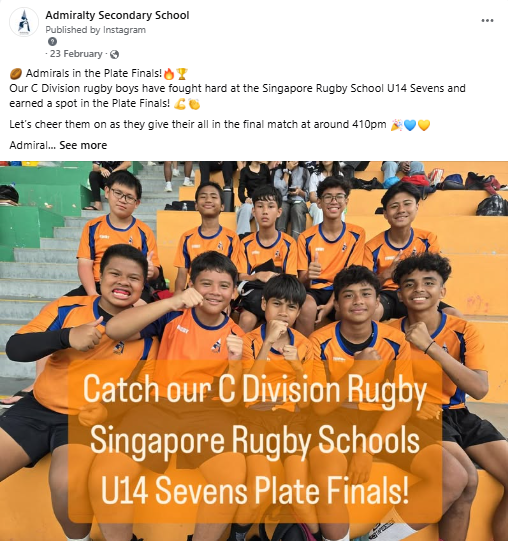 Admiralty Secondary School
Published by Instagram
· 23 February ·
🏉 Admirals in the Plate Finals!🔥🏆
Our C Division rugby boys have fought hard at the Singapore Rugby School U14 Sevens and
earned a spot in the Plate Finals! 💪👏
Let's cheer them on as they give their all in the final match at around 410pm 🎉💙💛
Admiral... See more
Catch our C Division Rugby
Singapore Rugby Schools
U14 Sevens Plate Finals!